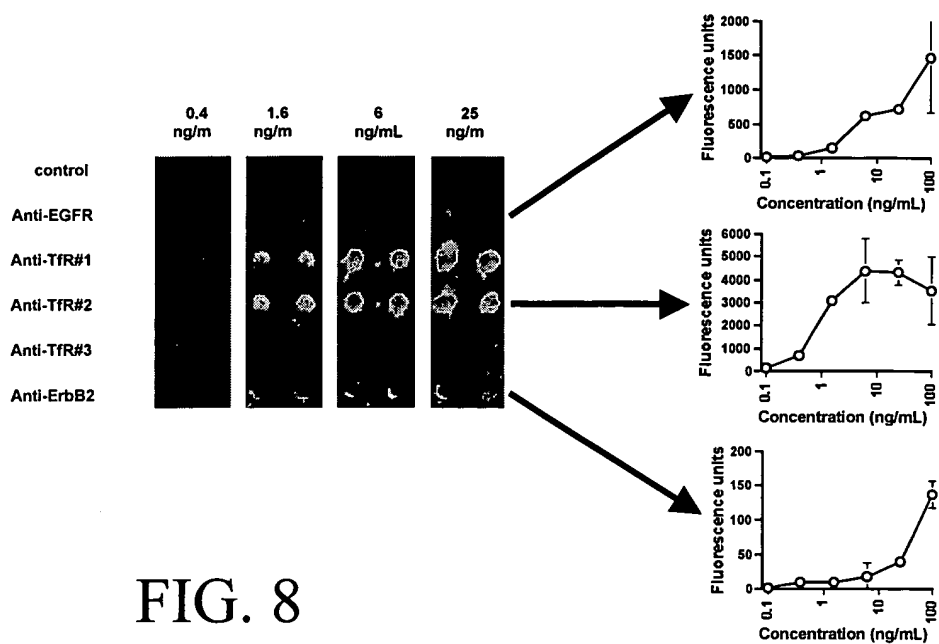 0.4 1.6 6 25
ng/m ng/m ng/mL ng/m
control
Anti-EGFR
Anti-TfR#1
Anti-TfR#2
Anti-TfR#3
Anti-ErbB2
Fluorescence units
2000
1500
1000
500
0
0.1 1 10 100
Concentration (ng/mL)
Fluorescence units
6000
5000
4000
3000
2000
1000
0
0.1 1 10 100
Concentration (ng/mL)
Fluorescence units
200
150
100
50
0
0.1 1 10 100
Concentration (ng/mL)
FIG. 8